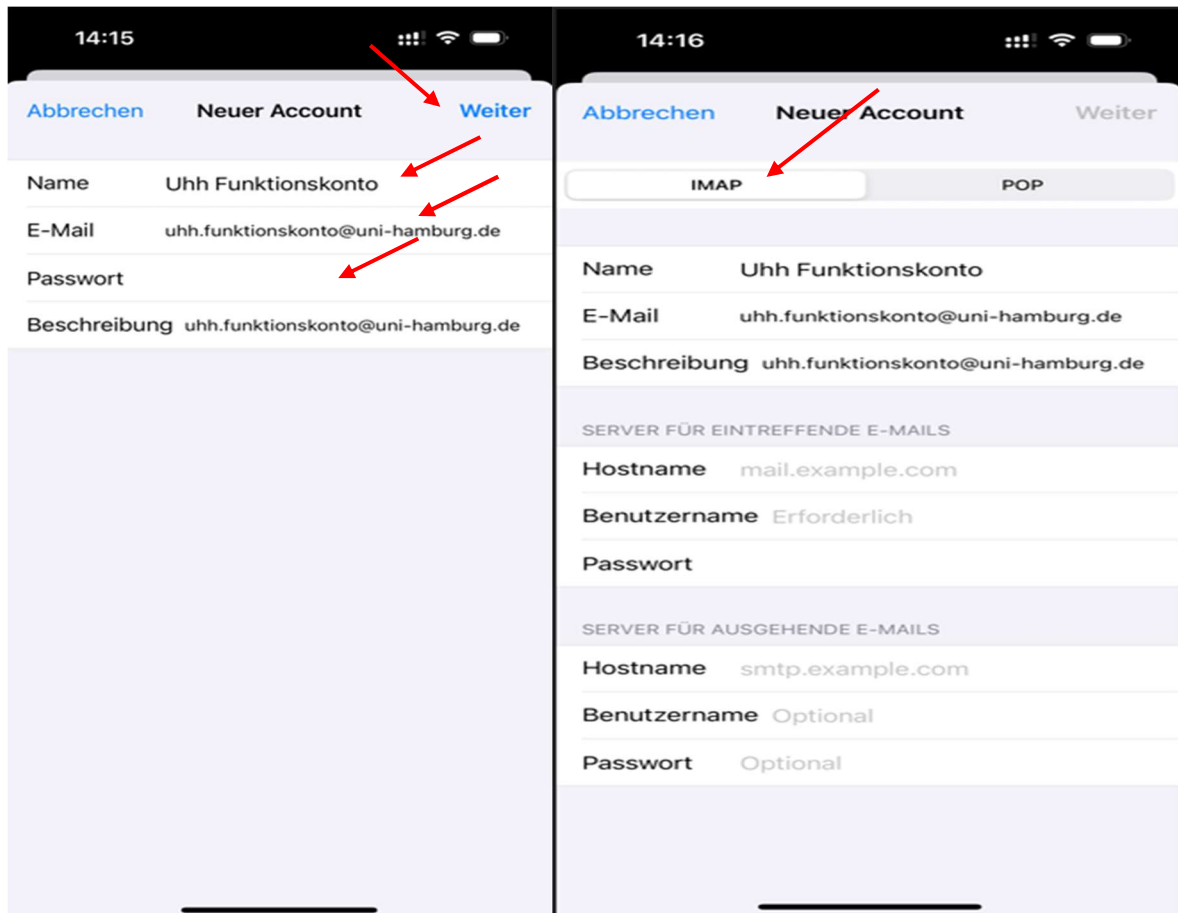 14:15
Abbrechen Neuer Account Weiter
Name Uhh Funktionskonto
E-Mail uhh.funktionskonto@uni-hamburg.de
Passwort
Beschreibung uhh.funktionskonto@uni-hamburg.de
14:16
Abbrechen Neuer Account Weiter
IMAP POP
Name Uhh Funktionskonto
E-Mail uhh.funktionskonto@uni-hamburg.de
Beschreibung uhh.funktionskonto@uni-hamburg.de
SERVER FÜR EINTREFFENDE E-MAILS
Hostname mail.example.com
Benutzername Erforderlich
Passwort
SERVER FÜR AUSGEHENDE E-MAILS
Hostname smtp.example.com
Benutzername Optional
Passwort Optional